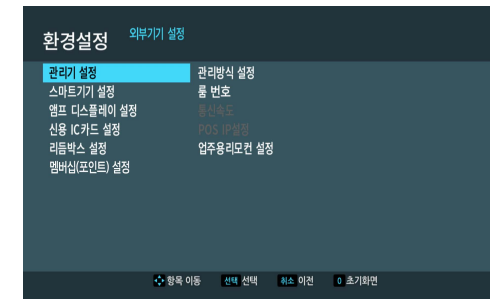 환경설정 외부기기 설정
관리기 설정
스마트기기 설정
앰프 디스플레이 설정
신용 IC카드 설정
리듬박스 설정
멤버십(포인트) 설정
관리방식 설정
룸 번호
통신속도
POS IP설정
업주용리모컨 설정
항목 이동 선택 선택 취소 이전 0 초기화면